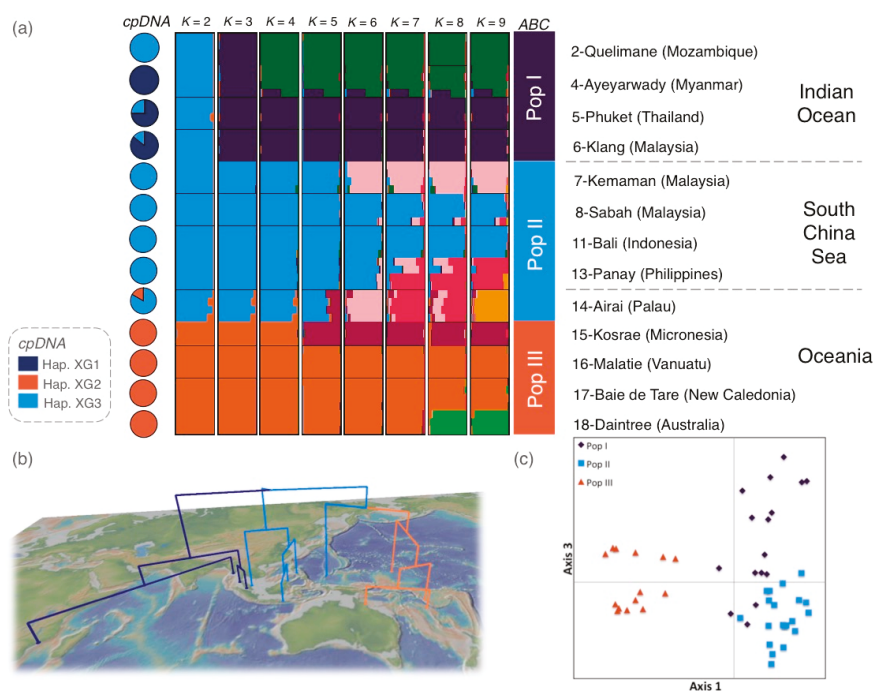 (a)
cpDNA K = 2 K = 3 K = 4 K = 5 K = 6 K = 7 K = 8 K = 9 ABC
Pop I
Pop II
Pop III
2-Quelimane (Mozambique)
4-Ayeyarwady (Myanmar)
5-Phuket (Thailand)
6-Klang (Malaysia)
Indian
Ocean
7-Kemaman (Malaysia)
8-Sabah (Malaysia)
11-Bali (Indonesia)
13-Panay (Philippines)
South
China
Sea
14-Airai (Palau)
15-Kosrae (Micronesia)
16-Malatie (Vanuatu)
17-Baie de Tare (New Caledonia)
18-Daintree (Australia)
Oceania
cpDNA
Hap. XG1
Hap. XG2
Hap. XG3
(b)
(c)
Pop I
Pop II
Pop III
Axis 3
Axis 1